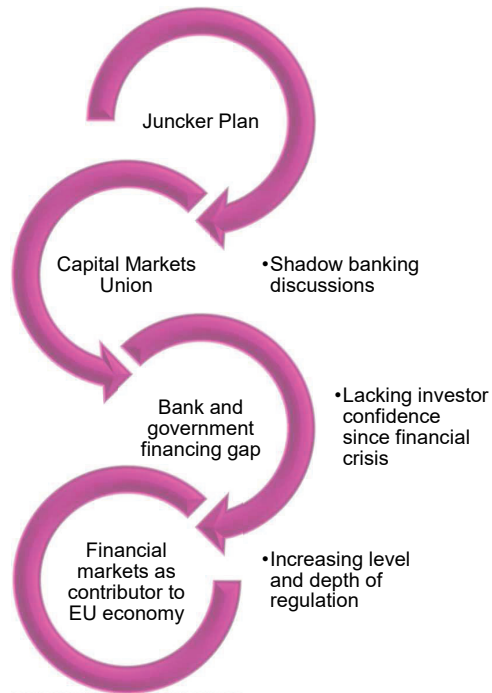 Juncker Plan
Capital Markets
Union
•Shadow banking
discussions
Bank and
government
financing gap
•Lacking investor
confidence
since financial
crisis
Financial
markets as
contributor to
EU economy
•Increasing level
and depth of
regulation